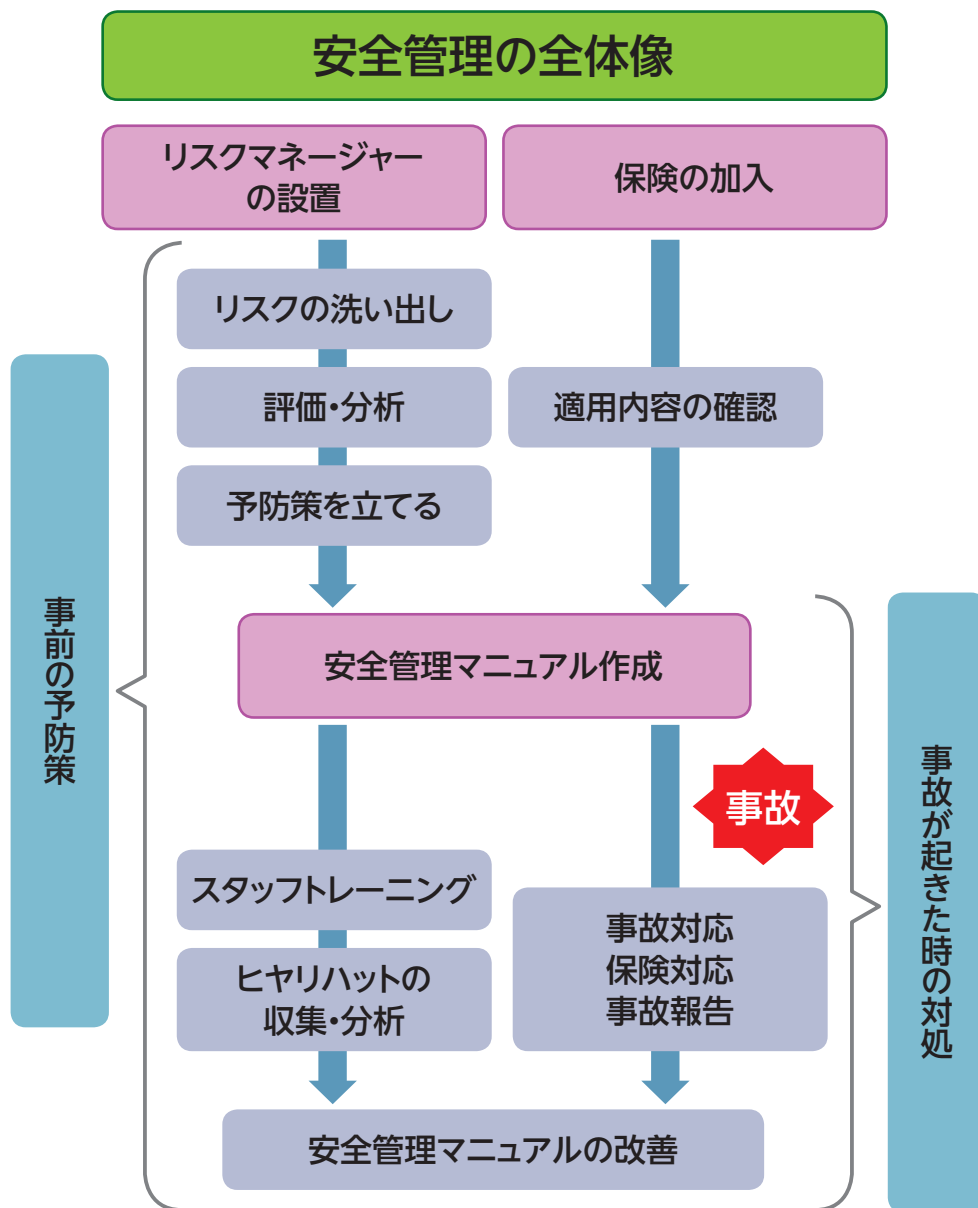 安全管理の全体像
リスクマネージャー
の設置
保険の加入
リスクの洗い出し
評価・分析
適用内容の確認
予防策を立てる
事前の予防策
安全管理マニュアル作成
事故
事故が起きた時の対処
スタッフトレーニング
ヒヤリハットの
収集・分析
事故対応
保険対応
事故報告
安全管理マニュアルの改善